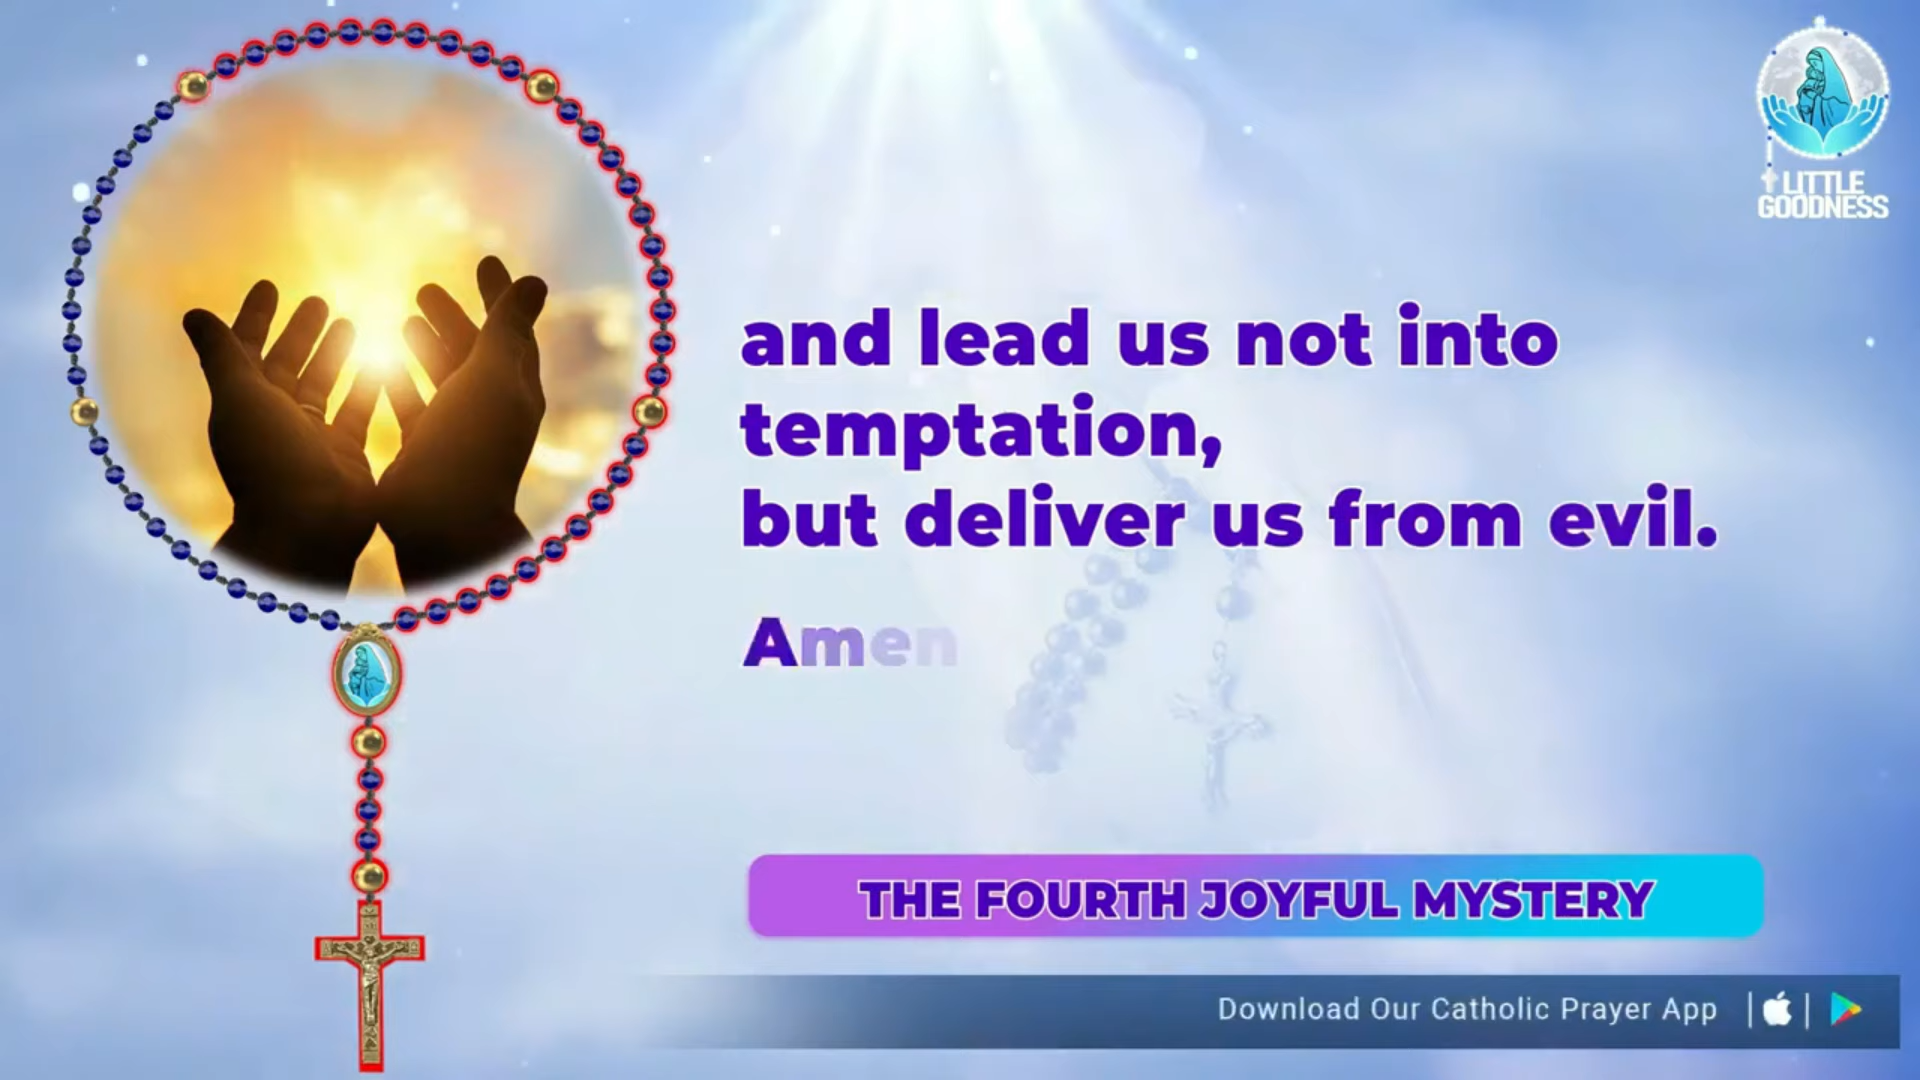 LITTLE
GOODNESS
and lead us not into
temptation,
but deliver us from evil.
Amen
THE FOURTH JOYFUL MYSTERY
Download Our Catholic Prayer App